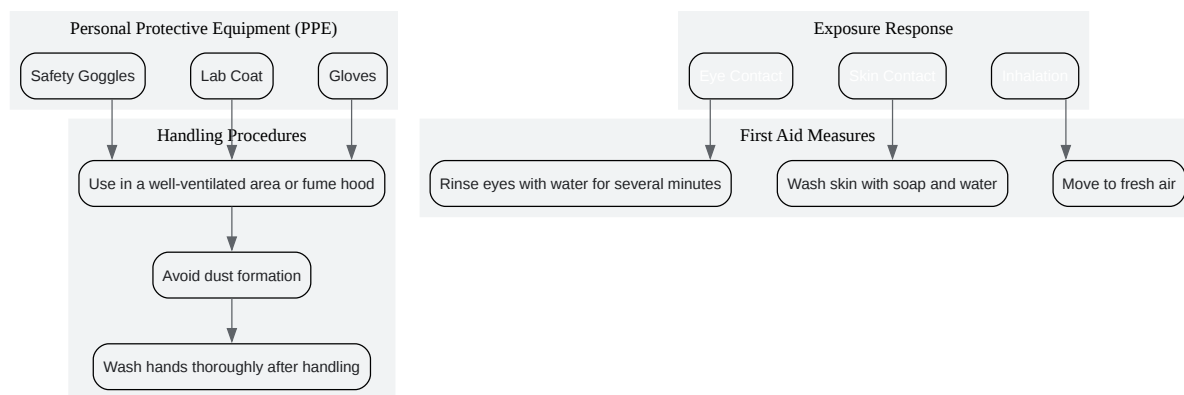 Personal Protective Equipment (PPE)
Safety Goggles
Lab Coat
Gloves
Handling Procedures
Use in a well-ventilated area or fume hood
Avoid dust formation
Wash hands thoroughly after handling
Exposure Response
Eye Contact
Skin Contact
Inhalation
First Aid Measures
Rinse eyes with water for several minutes
Wash skin with soap and water
Move to fresh air